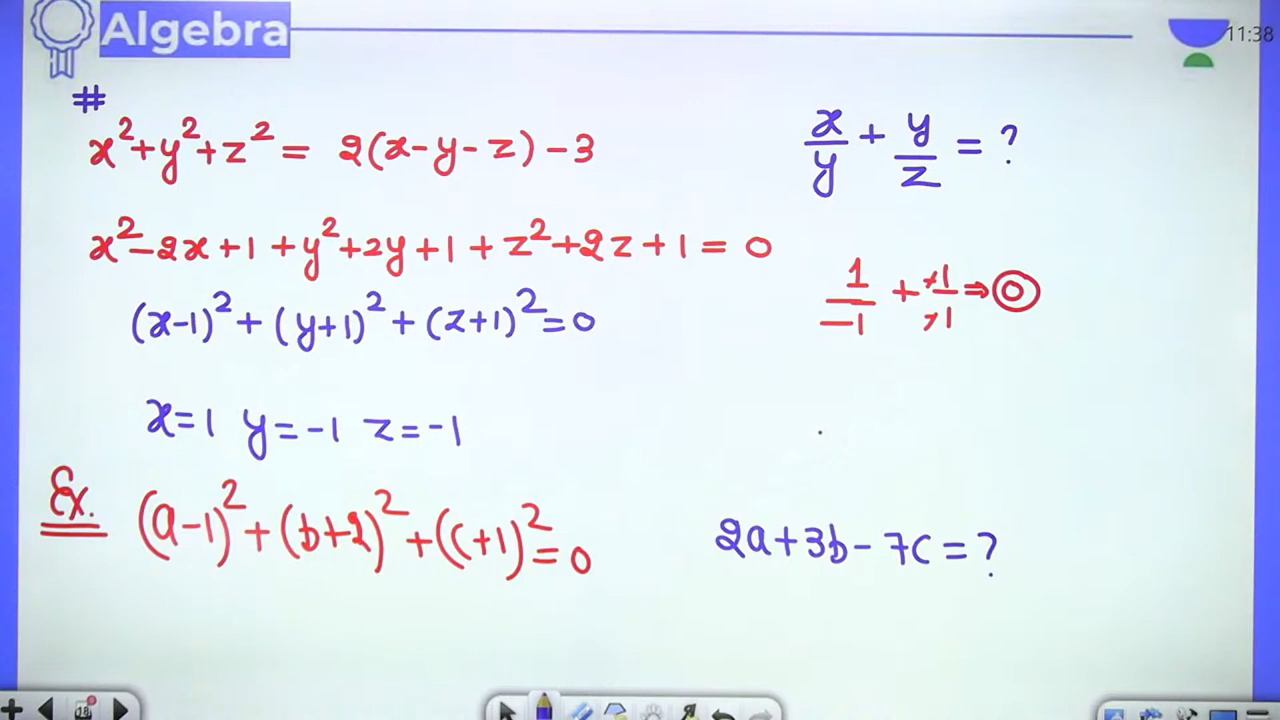 Algebra
11:38
#
x²+y²+z² = 2(x-y-z)-3
x/y + y/z = ?
x²-2x+1+y²+2y+1+z²+2z+1=0
1/-1 + -1/-1 ⇒ 0
(x-1)²+(y+1)²+(z+1)²=0
x=1 y=-1 z=-1
Ex. (a-1)²+(b+2)²+(c+1)²=0
2a+3b-7c=?
18